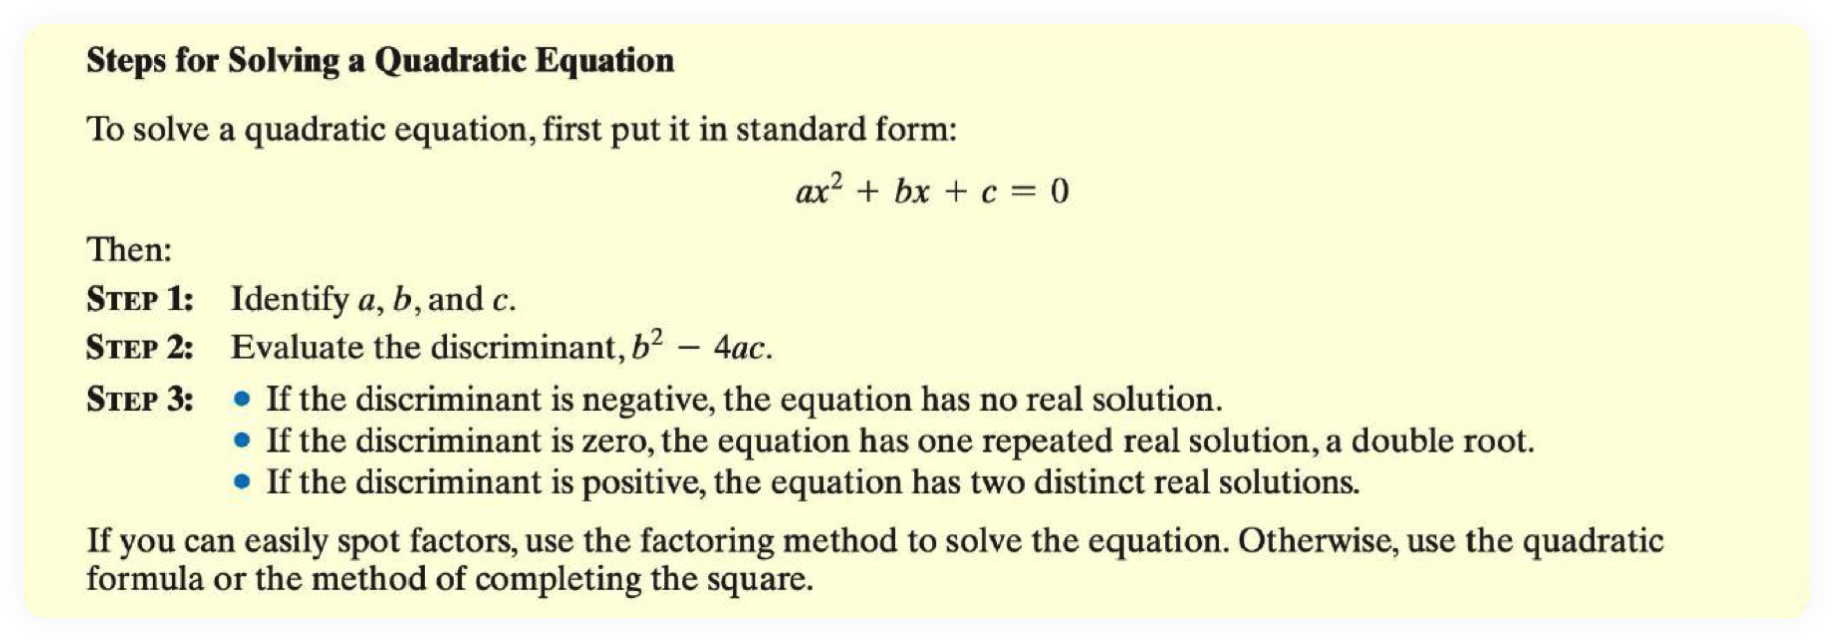 Steps for Solving a Quadratic Equation
To solve a quadratic equation, first put it in standard form:
ax² + bx + c = 0
Then:
STEP 1: Identify a, b, and c.
STEP 2: Evaluate the discriminant, b² − 4ac.
STEP 3: • If the discriminant is negative, the equation has no real solution.
• If the discriminant is zero, the equation has one repeated real solution, a double root.
• If the discriminant is positive, the equation has two distinct real solutions.
If you can easily spot factors, use the factoring method to solve the equation. Otherwise, use the quadratic
formula or the method of completing the square.